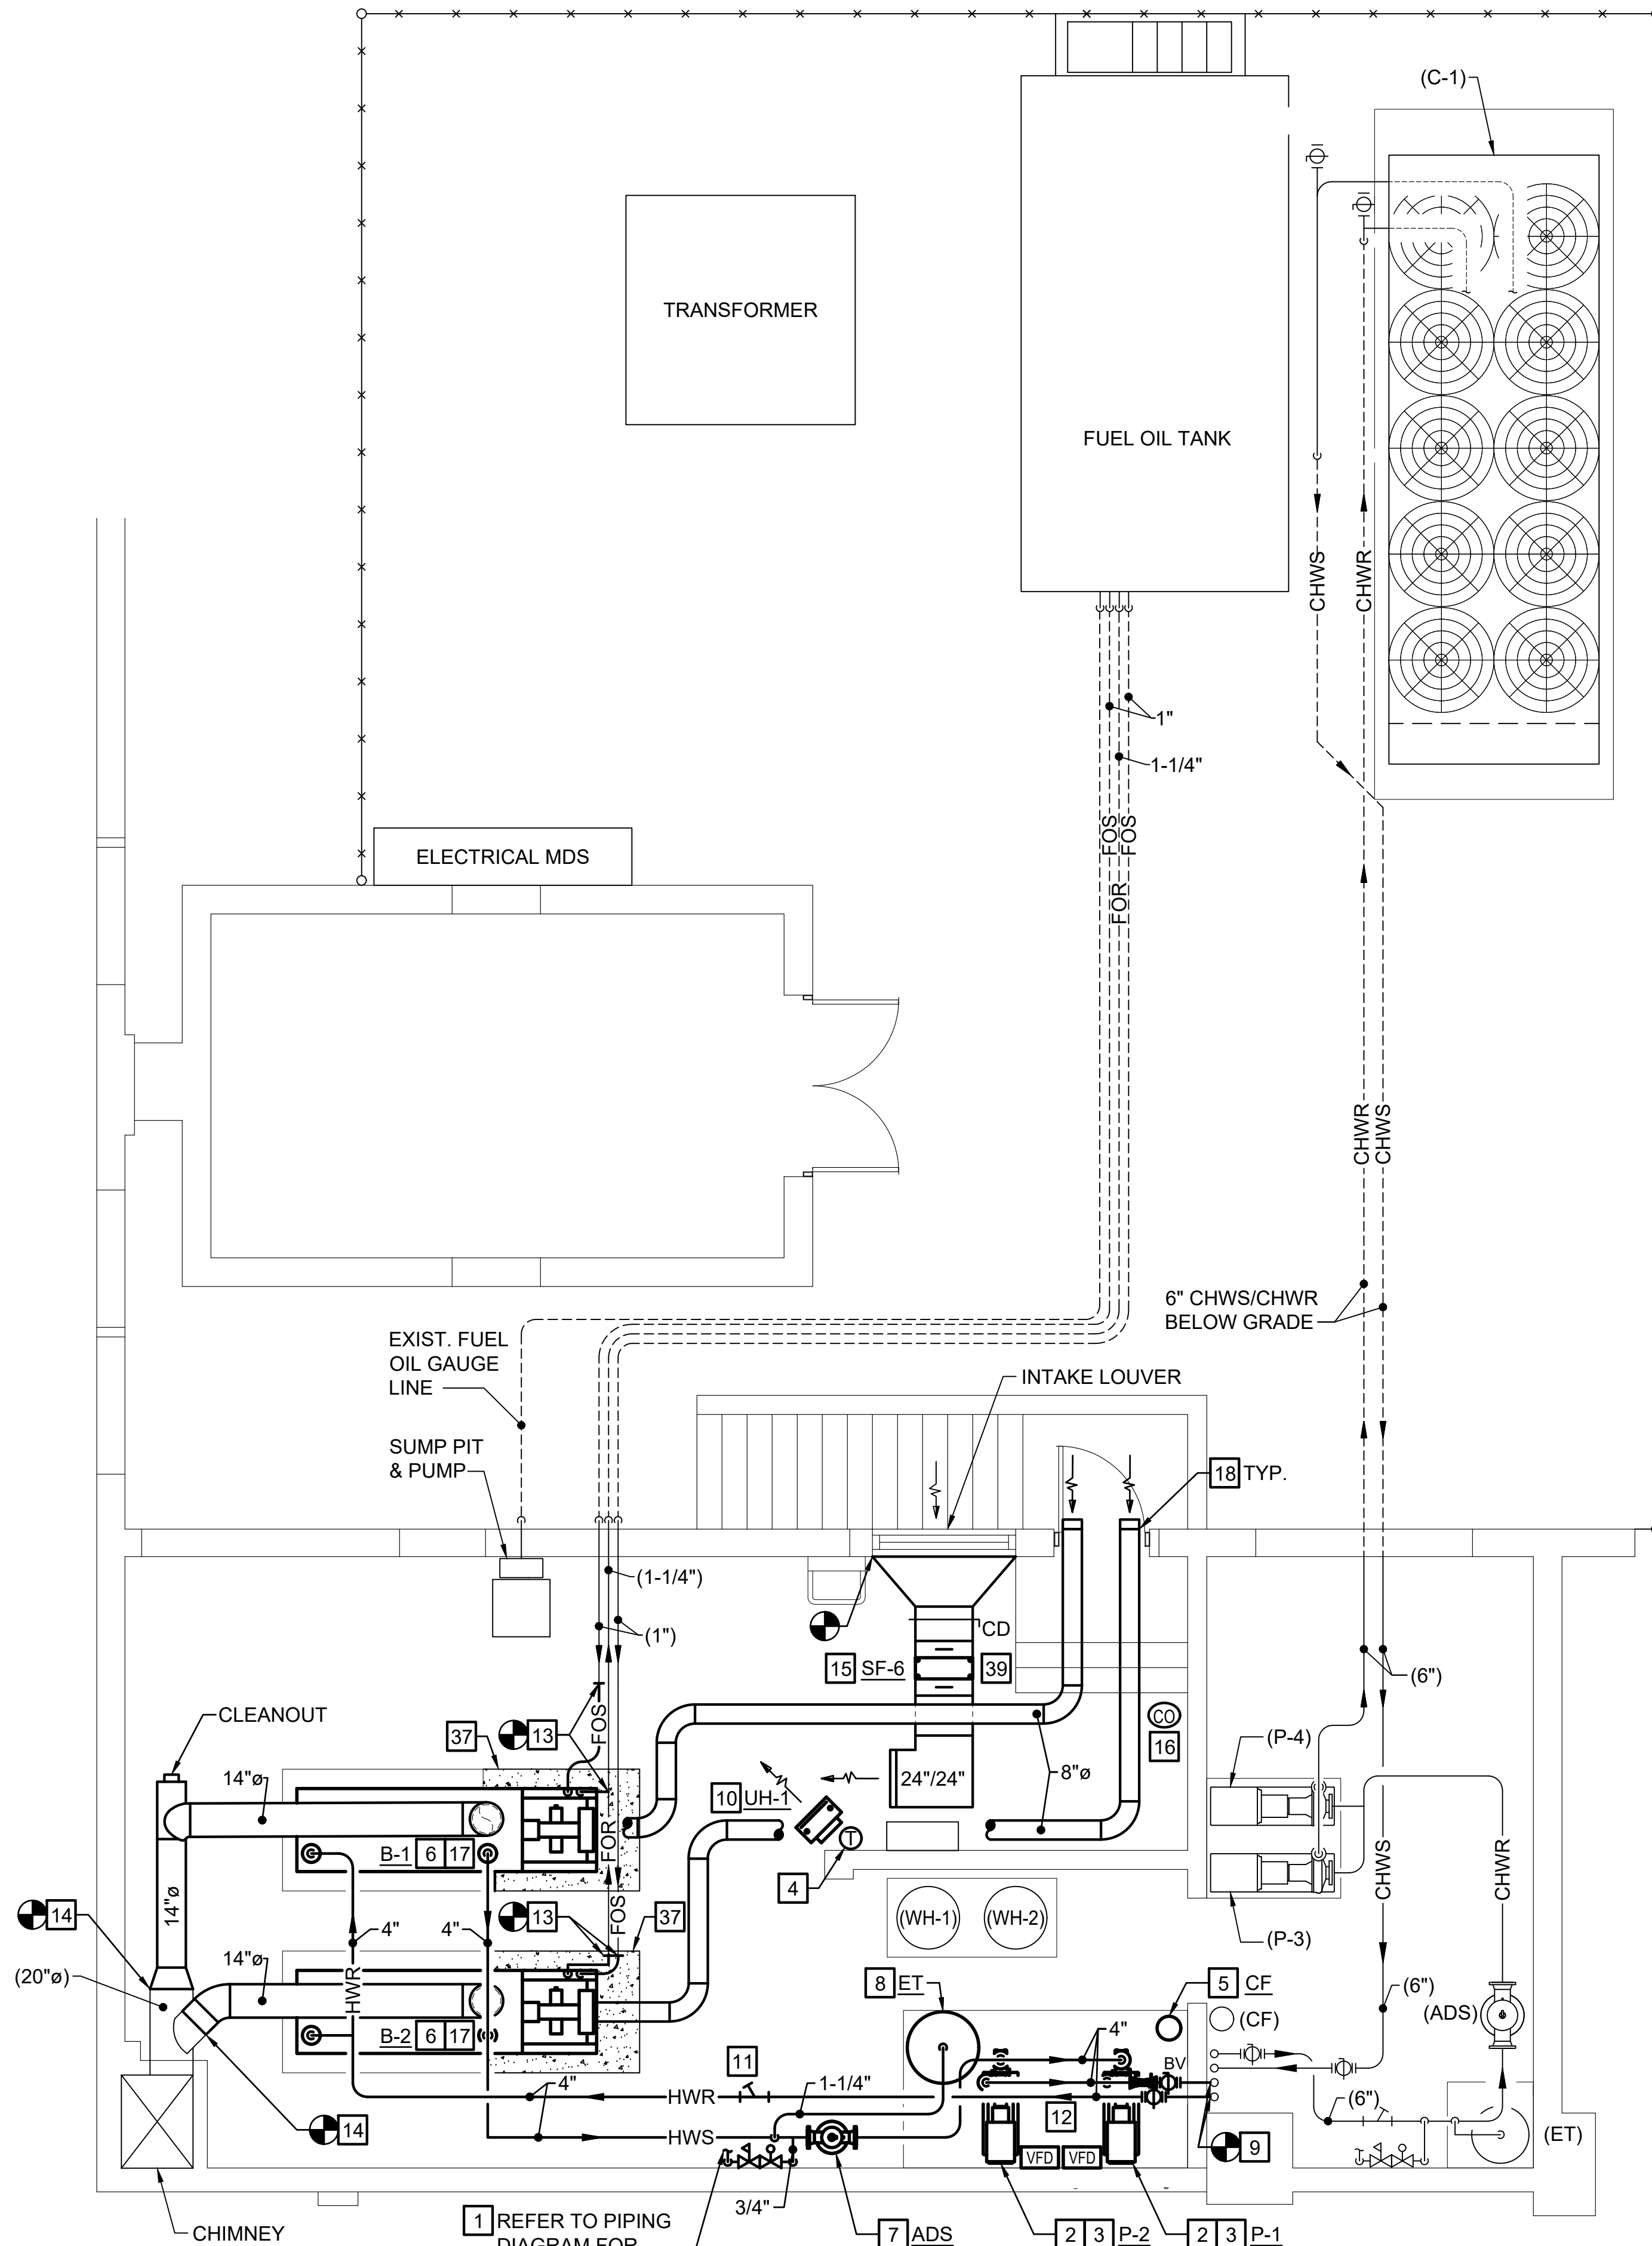 (C-1)
TRANSFORMER
FUEL OIL TANK
CHWS
CHWR
1"
1-1/4"
FOS
FOS
FOR
ELECTRICAL MDS
CHWR
CHWS
6" CHWS/CHWR
BELOW GRADE
EXIST. FUEL
OIL GAUGE
LINE
INTAKE LOUVER
SUMP PIT
& PUMP
18 TYP.
(1-1/4")
(1")
CD
15 SF-6 39
(6")
CLEANOUT
37
13
FOS
CO
16
(P-4)
14"ø
10 UH-1
24"/24"
8"ø
FOR
B-1 6 17
T
4
CHWS
CHWR
14"ø
14
4"
4"
13
FOS
37
(WH-1)
(WH-2)
(P-3)
(20"ø)
14"ø
HWR
8 ET
5 CF
(6")
(CF)
(ADS)
B-2 6 17
4"
BV
11
4"
HWR
1-1/4"
12
(6")
14
HWS
VFD
VFD
9
(ET)
3/4"
CHIMNEY
1 REFER TO PIPING
DIAGRAM FOR
7 ADS
2 3 P-2
2 3 P-1